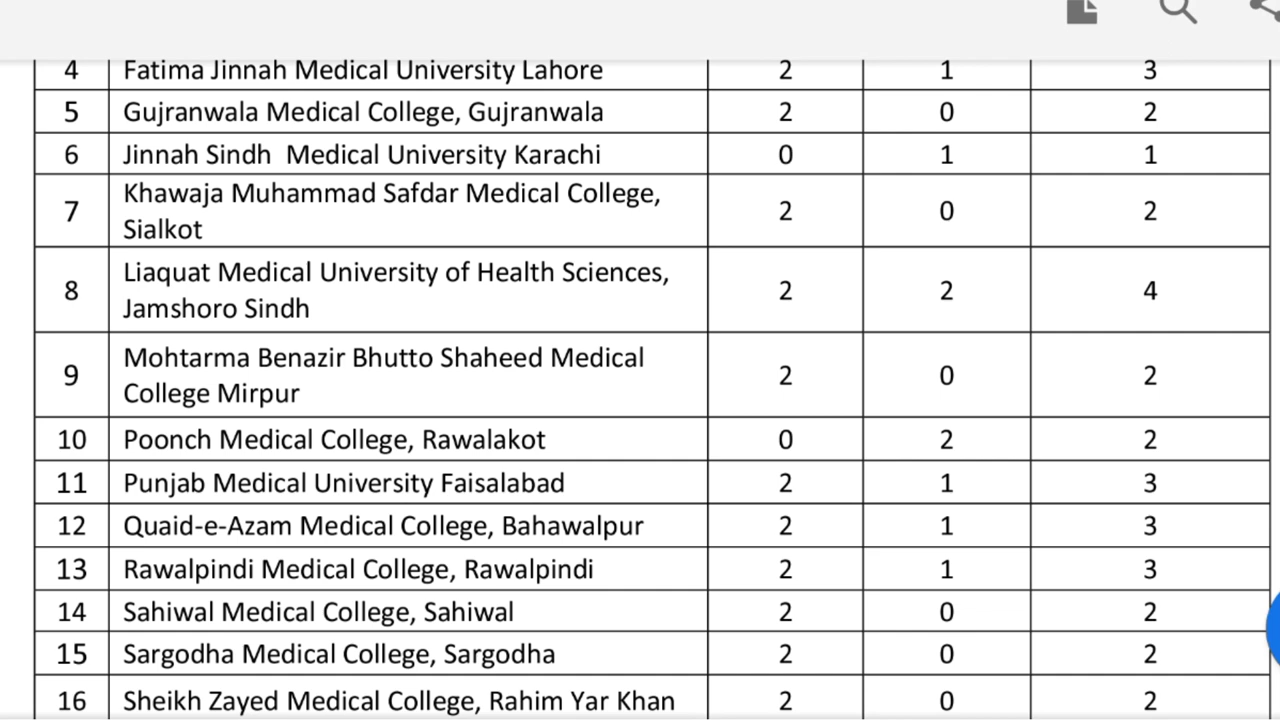 4 Fatima Jinnah Medical University Lahore 2 1 3
5 Gujranwala Medical College, Gujranwala 2 0 2
6 Jinnah Sindh  Medical University Karachi 0 1 1
7 Khawaja Muhammad Safdar Medical College, 2 0 2
Sialkot
8 Liaquat Medical University of Health Sciences, 2 2 4
Jamshoro Sindh
9 Mohtarma Benazir Bhutto Shaheed Medical 2 0 2
College Mirpur
10 Poonch Medical College, Rawalakot 0 2 2
11 Punjab Medical University Faisalabad 2 1 3
12 Quaid-e-Azam Medical College, Bahawalpur 2 1 3
13 Rawalpindi Medical College, Rawalpindi 2 1 3
14 Sahiwal Medical College, Sahiwal 2 0 2
15 Sargodha Medical College, Sargodha 2 0 2
16 Sheikh Zayed Medical College, Rahim Yar Khan 2 0 2